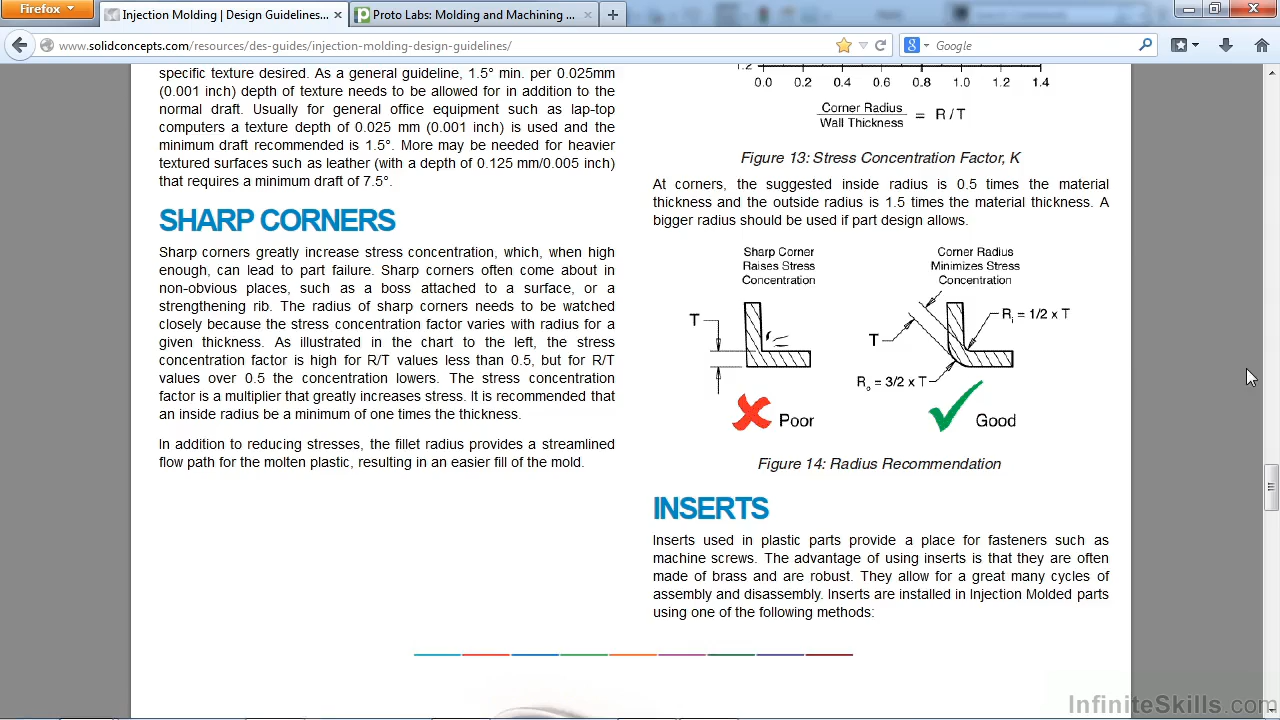 Firefox
Injection Molding | Design Guidelines...
Proto Labs: Molding and Machining ...
www.solidconcepts.com/resources/des-guides/injection-molding-design-guidelines/
Google
specific texture desired. As a general guideline, 1.5° min. per 0.025mm
(0.001 inch) depth of texture needs to be allowed for in addition to the
normal draft. Usually for general office equipment such as lap-top
computers a texture depth of 0.025 mm (0.001 inch) is used and the
minimum draft recommended is 1.5°. More may be needed for heavier
textured surfaces such as leather (with a depth of 0.125 mm/0.005 inch)
that requires a minimum draft of 7.5°.
SHARP CORNERS
Sharp corners greatly increase stress concentration, which, when high
enough, can lead to part failure. Sharp corners often come about in
non-obvious places, such as a boss attached to a surface, or a
strengthening rib. The radius of sharp corners needs to be watched
closely because the stress concentration factor varies with radius for a
given thickness. As illustrated in the chart to the left, the stress
concentration factor is high for R/T values less than 0.5, but for R/T
values over 0.5 the concentration lowers. The stress concentration
factor is a multiplier that greatly increases stress. It is recommended that
an inside radius be a minimum of one times the thickness.
In addition to reducing stresses, the fillet radius provides a streamlined
flow path for the molten plastic, resulting in an easier fill of the mold.
1.2
0.0 0.2 0.4 0.6 0.8 1.0 1.2 1.4
Corner Radius
Wall Thickness
= R / T
Figure 13: Stress Concentration Factor, K
At corners, the suggested inside radius is 0.5 times the material
thickness and the outside radius is 1.5 times the material thickness. A
bigger radius should be used if part design allows.
Sharp Corner
Raises Stress
Concentration
T
Poor
Corner Radius
Minimizes Stress
Concentration
Ri = 1/2 x T
T
Ro = 3/2 x T
Good
Figure 14: Radius Recommendation
INSERTS
Inserts used in plastic parts provide a place for fasteners such as
machine screws. The advantage of using inserts is that they are often
made of brass and are robust. They allow for a great many cycles of
assembly and disassembly. Inserts are installed in Injection Molded parts
using one of the following methods:
InfiniteSkills.com